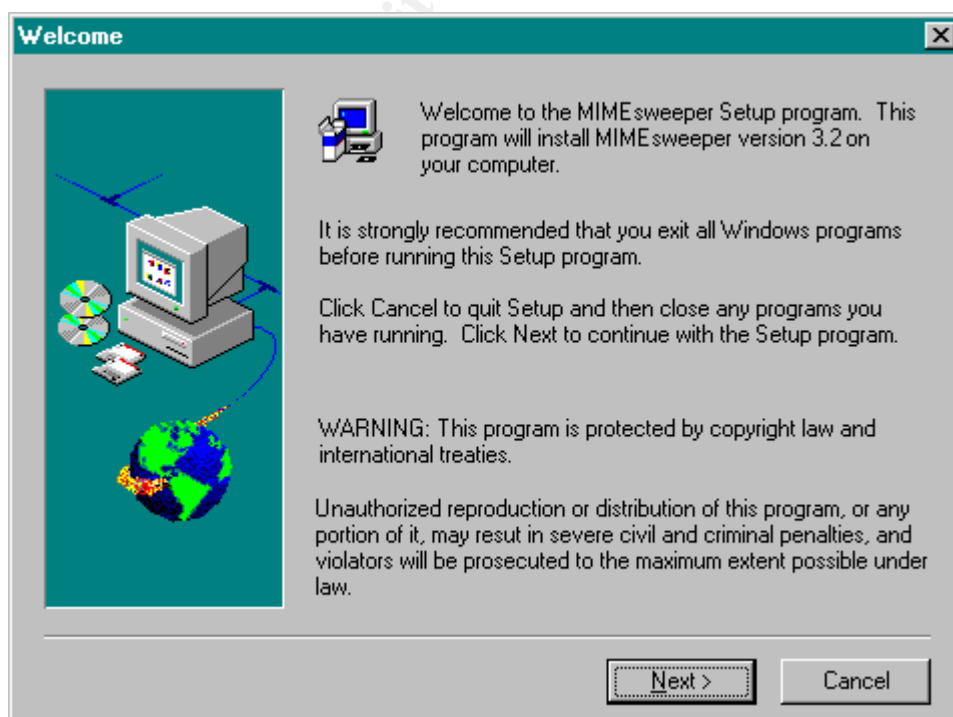 Welcome
Welcome to the MIMEsweeper Setup program. This
program will install MIMEsweeper version 3.2 on
your computer.
It is strongly recommended that you exit all Windows programs
before running this Setup program.
Click Cancel to quit Setup and then close any programs you
have running. Click Next to continue with the Setup program.
WARNING: This program is protected by copyright law and
international treaties.
Unauthorized reproduction or distribution of this program, or any
portion of it, may resut in severe civil and criminal penalties, and
violators will be prosecuted to the maximum extent possible under
law.
Next >
Cancel